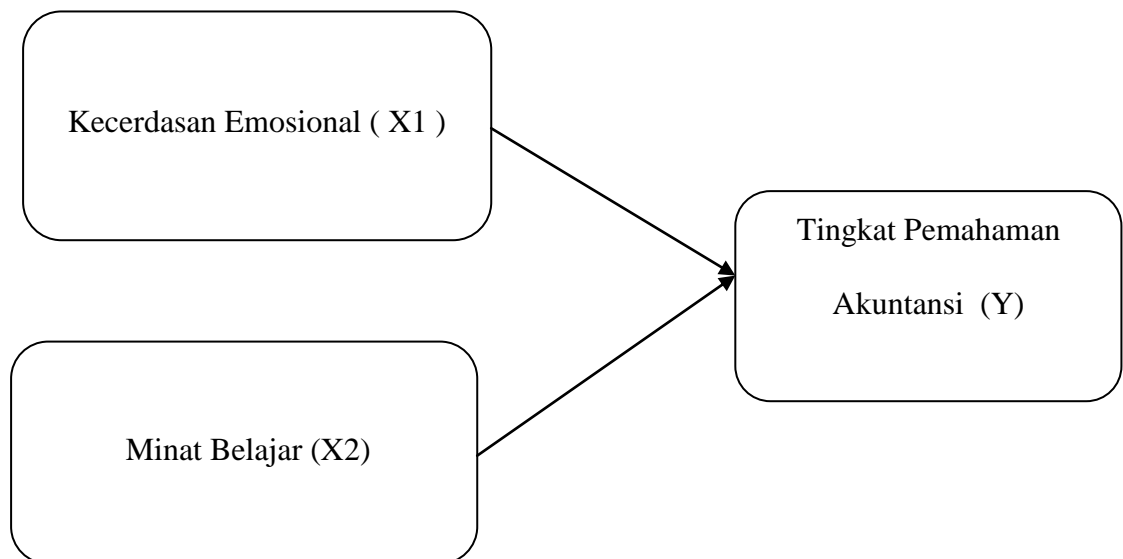 Kecerdasan Emosional ( X1 )
Tingkat Pemahaman
Akuntansi (Y)
Minat Belajar (X2)